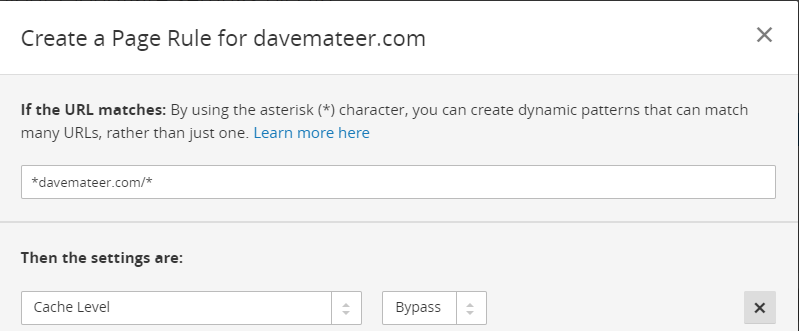 Create a Page Rule for davemateer.com
If the URL matches: By using the asterisk (*) character, you can create dynamic patterns that can match
many URLs, rather than just one. Learn more here
*davemateer.com/*
Then the settings are:
Cache Level
Bypass